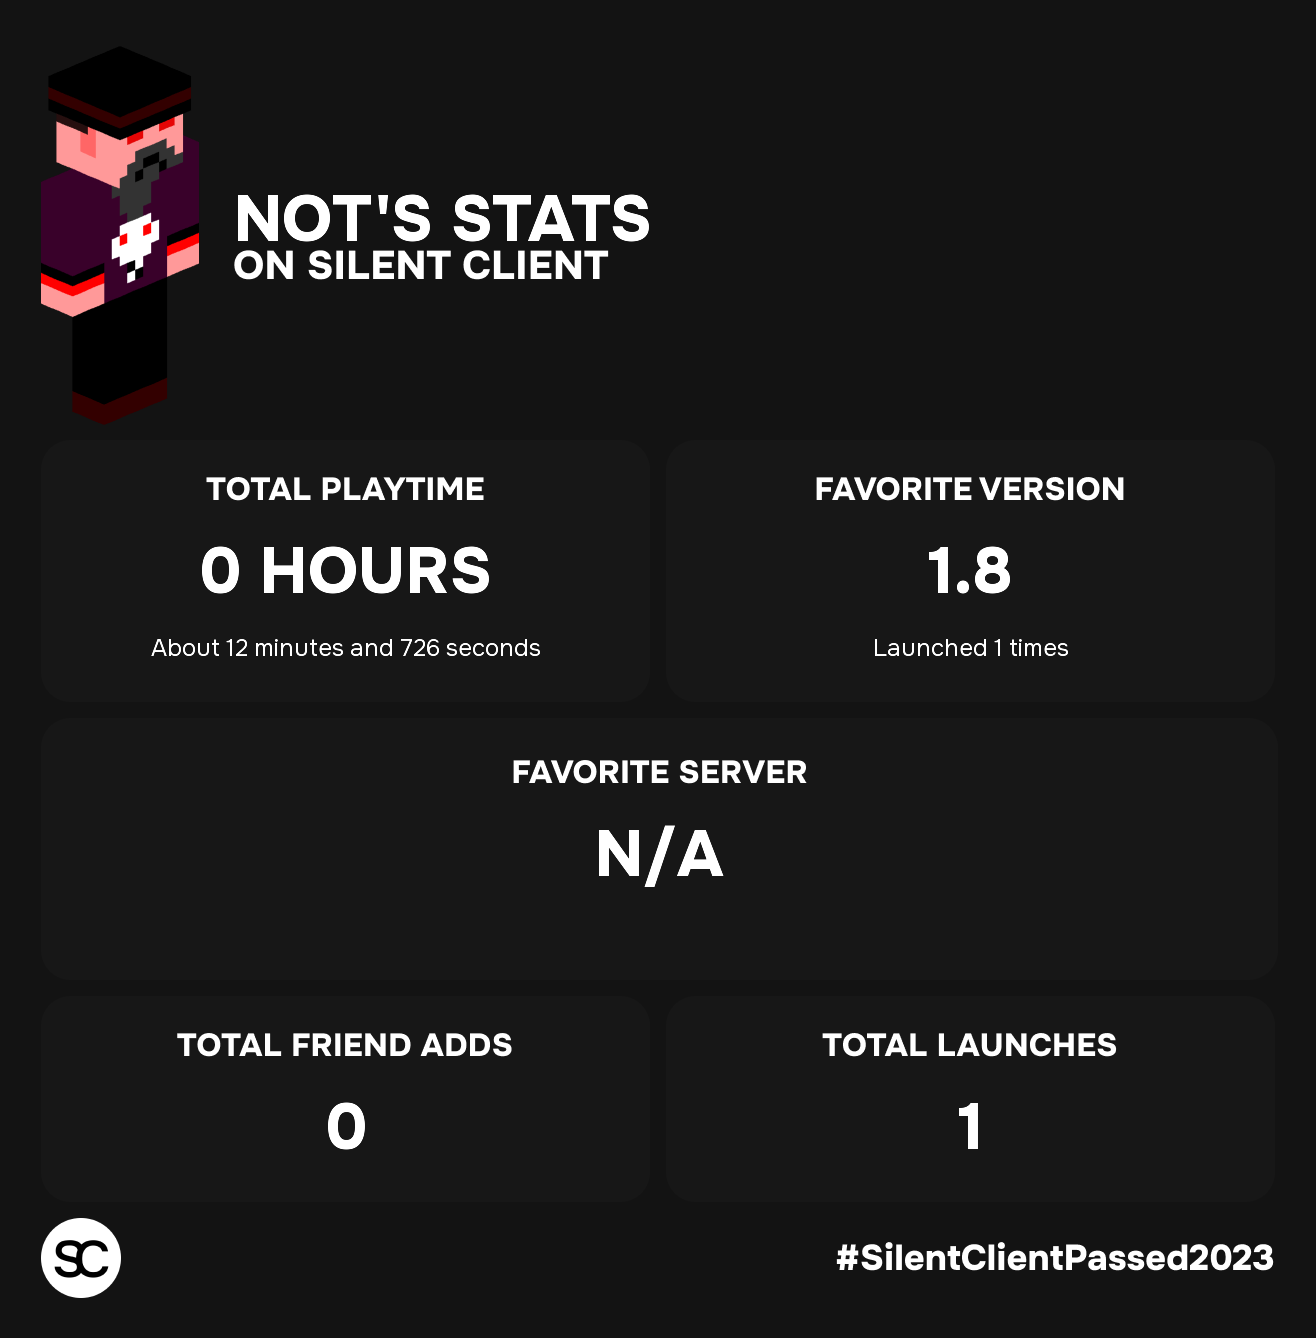 NOT'S STATS
ON SILENT CLIENT
TOTAL PLAYTIME
0 HOURS
About 12 minutes and 726 seconds
FAVORITE VERSION
1.8
Launched 1 times
FAVORITE SERVER
N/A
TOTAL FRIEND ADDS
0
TOTAL LAUNCHES
1
SC
#SilentClientPassed2023